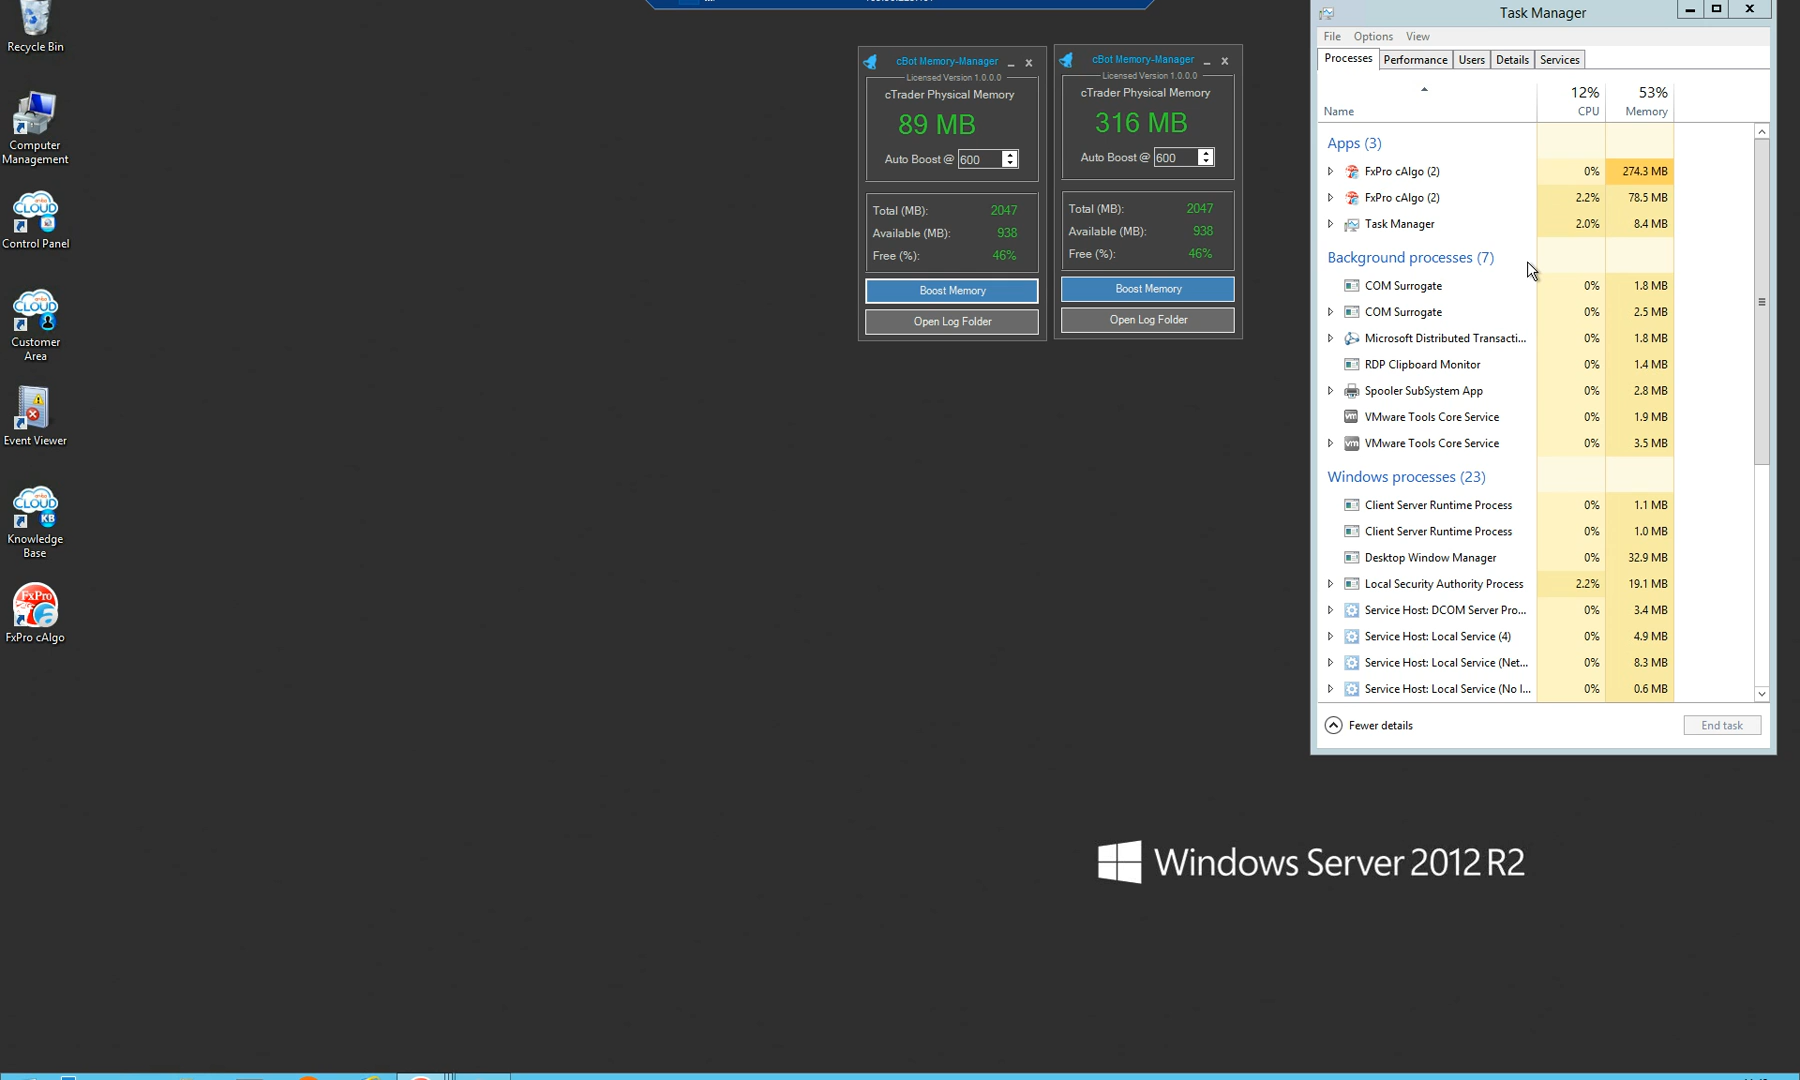 Recycle Bin
Computer
Management
Control Panel
Customer
Area
Event Viewer
Knowledge
Base
FxPro cAlgo
cBot Memory-Manager
Licensed Version 1.0.0.0
cTrader Physical Memory
89 MB
Auto Boost @ 600
Total (MB): 2047
Available (MB): 938
Free (%): 46%
Boost Memory
Open Log Folder
cBot Memory-Manager
Licensed Version 1.0.0.0
cTrader Physical Memory
316 MB
Auto Boost @ 600
Total (MB): 2047
Available (MB): 938
Free (%): 46%
Boost Memory
Open Log Folder
Task Manager
File Options View
Processes Performance Users Details Services
12% 53%
Name CPU Memory
Apps (3)
FxPro cAlgo (2) 0% 274.3 MB
FxPro cAlgo (2) 2.2% 78.5 MB
Task Manager 2.0% 8.4 MB
Background processes (7)
COM Surrogate 0% 1.8 MB
COM Surrogate 0% 2.5 MB
Microsoft Distributed Transacti... 0% 1.8 MB
RDP Clipboard Monitor 0% 1.4 MB
Spooler SubSystem App 0% 2.8 MB
VMware Tools Core Service 0% 1.9 MB
VMware Tools Core Service 0% 3.5 MB
Windows processes (23)
Client Server Runtime Process 0% 1.1 MB
Client Server Runtime Process 0% 1.0 MB
Desktop Window Manager 0% 32.9 MB
Local Security Authority Process 2.2% 19.1 MB
Service Host: DCOM Server Pro... 0% 3.4 MB
Service Host: Local Service (4) 0% 4.9 MB
Service Host: Local Service (Net... 0% 8.3 MB
Service Host: Local Service (No I... 0% 0.6 MB
Fewer details
End task
Windows Server 2012 R2